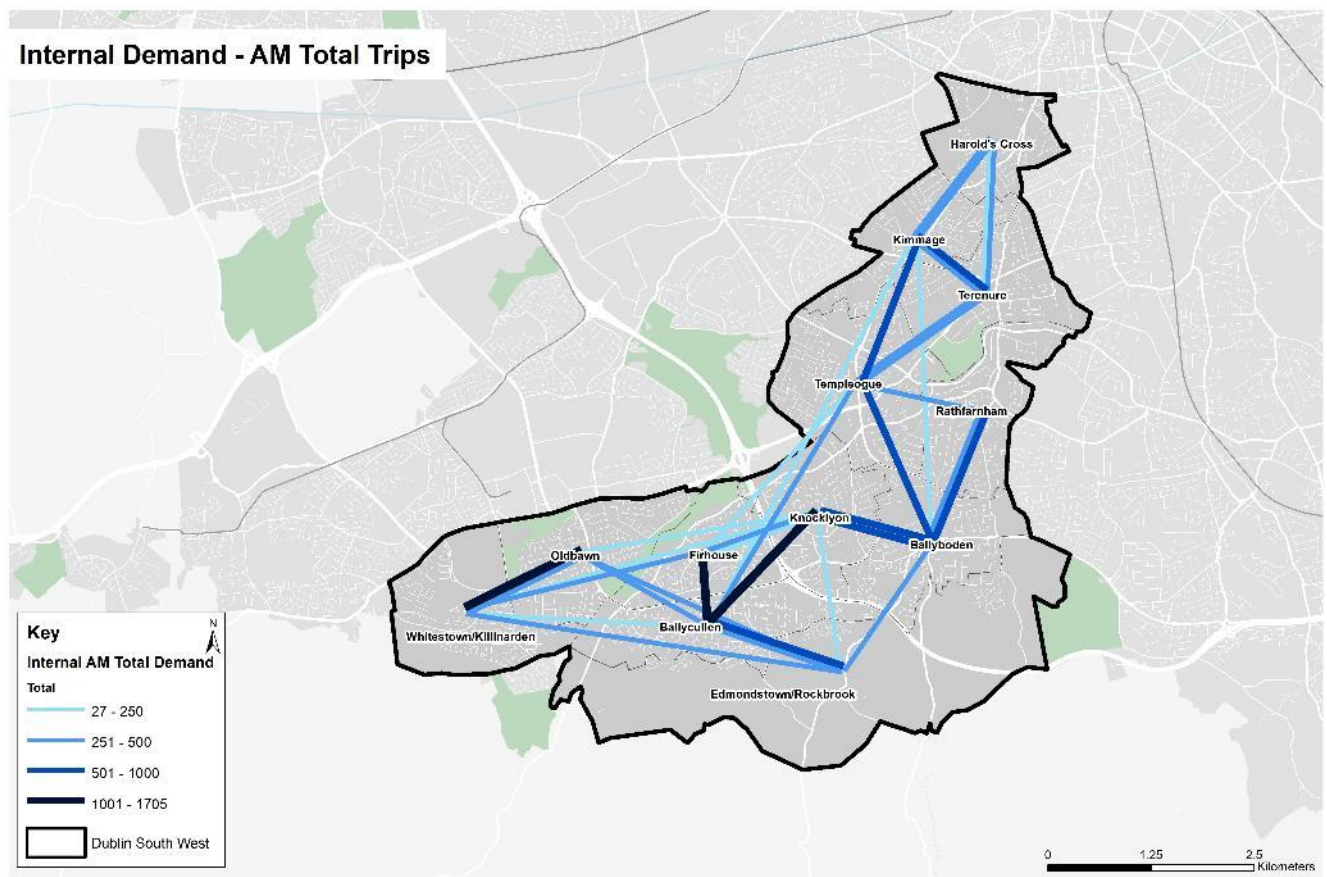 Internal Demand - AM Total Trips
Harold's Cross
Kimmage
Terenure
Templeogue
Rathfarnham
Knocklyon
Ballyboden
Oldbawn
Firhouse
Ballycullen
Whitestown/Killinarden
Edmondstown/Rockbrook
Key
N
Internal AM Total Demand
Total
27 - 250
251 - 500
501 - 1000
1001 - 1705
Dublin South West
0 1.25 2.5
Kilometers